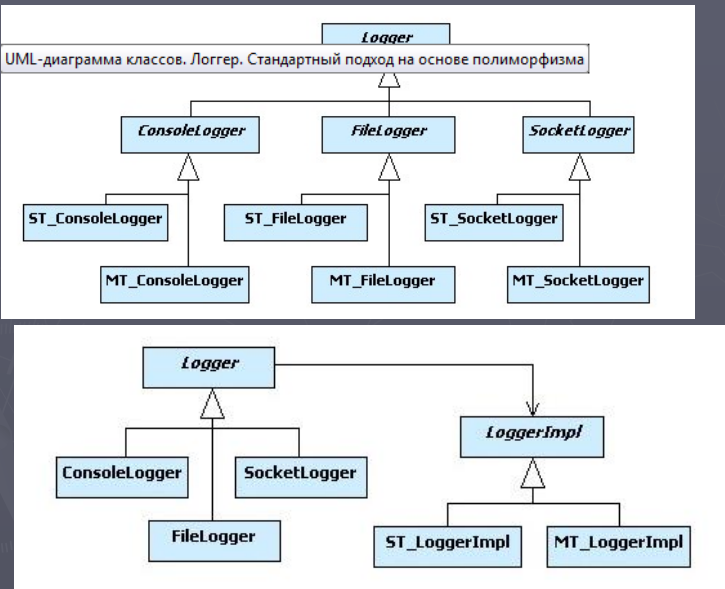 Logger
UML-диаграмма классов. Логгер. Стандартный подход на основе полиморфизма
ConsoleLogger
FileLogger
SocketLogger
ST_ConsoleLogger
ST_FileLogger
ST_SocketLogger
MT_ConsoleLogger
MT_FileLogger
MT_SocketLogger
Logger
LoggerImpl
ConsoleLogger
SocketLogger
FileLogger
ST_LoggerImpl
MT_LoggerImpl